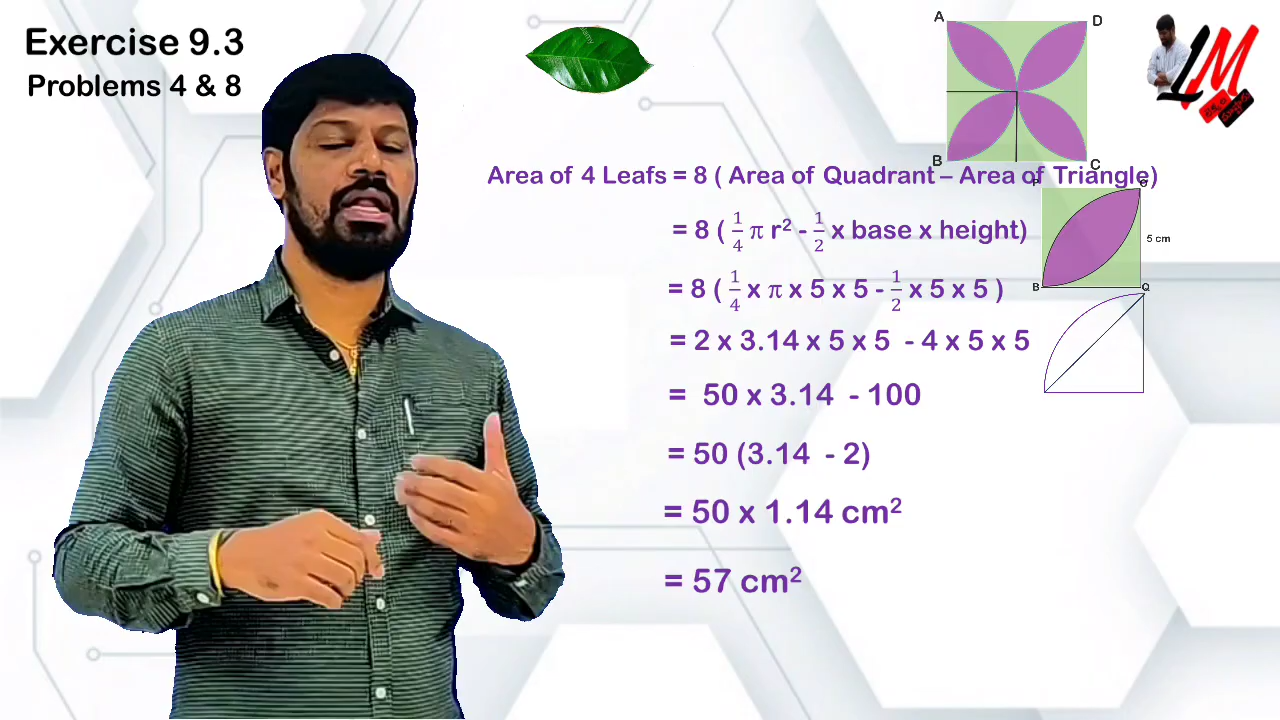 Exercise 9.3
Problems 4 & 8
A
D
B
C
LM
Area of 4 Leafs = 8 ( Area of Quadrant – Area of Triangle)
= 8 ( 1/4 π r² - 1/2 x base x height)
5 cm
= 8 ( 1/4 x π x 5 x 5 - 1/2 x 5 x 5 )
B
Q
= 2 x 3.14 x 5 x 5 - 4 x 5 x 5
= 50 x 3.14 - 100
= 50 (3.14 - 2)
= 50 x 1.14 cm²
= 57 cm²